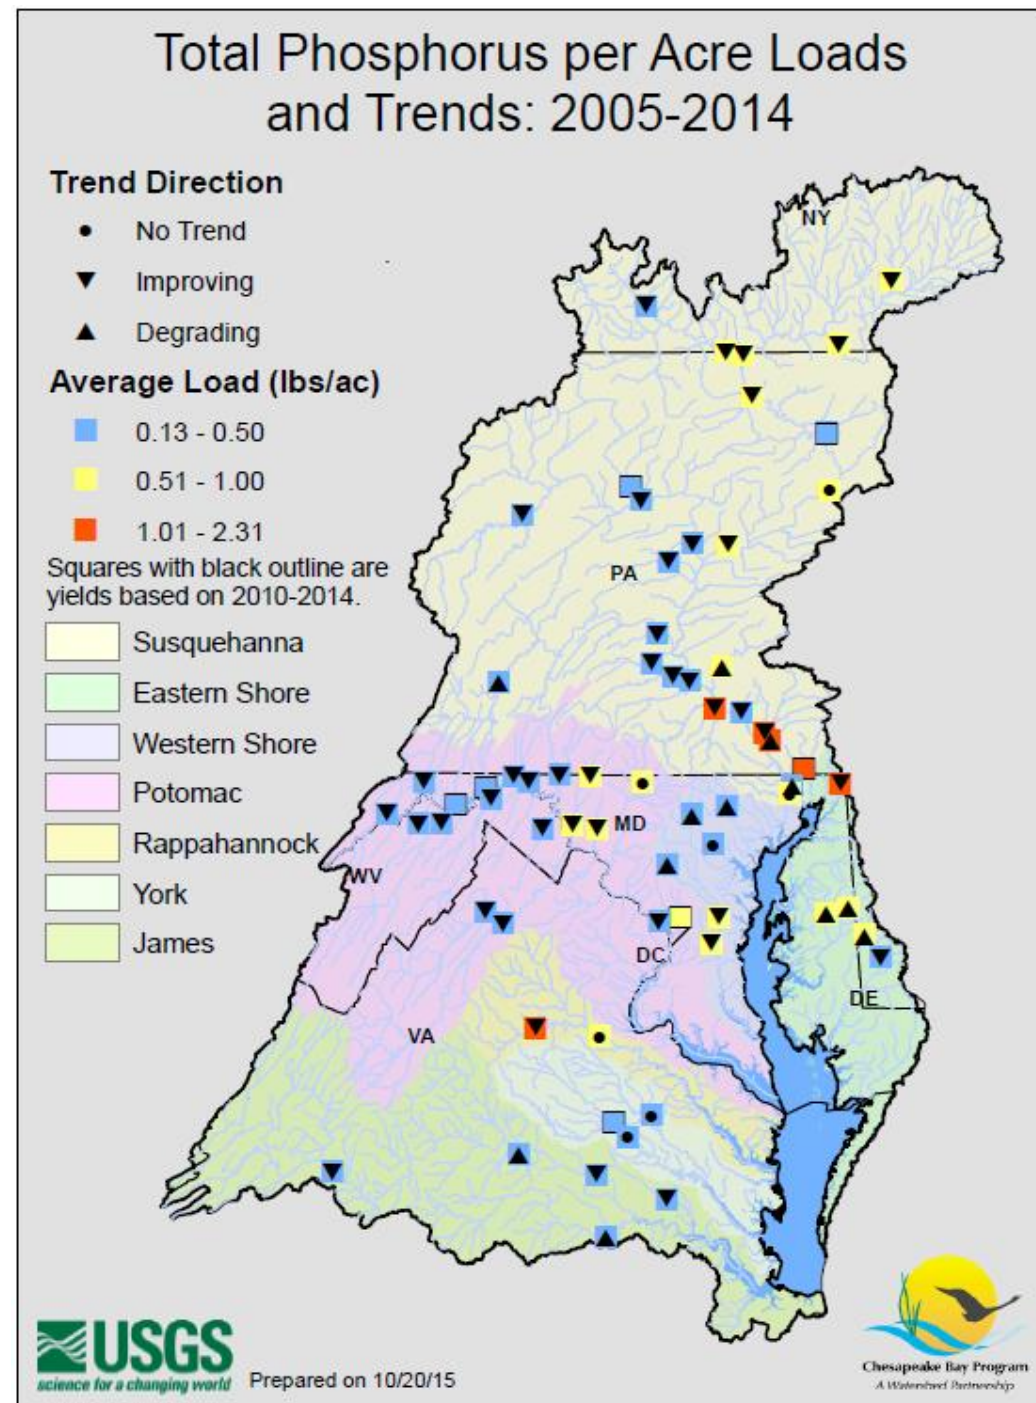 Total Phosphorus per Acre Loads
and Trends: 2005-2014
Trend Direction
No Trend
Improving
Degrading
Average Load (lbs/ac)
0.13 - 0.50
0.51 - 1.00
1.01 - 2.31
Squares with black outline are
yields based on 2010-2014.
Susquehanna
Eastern Shore
Western Shore
Potomac
Rappahannock
York
James
NY
PA
MD
WV
DC
DE
VA
USGS
science for a changing world
Prepared on 10/20/15
Chesapeake Bay Program
A Watershed Partnership